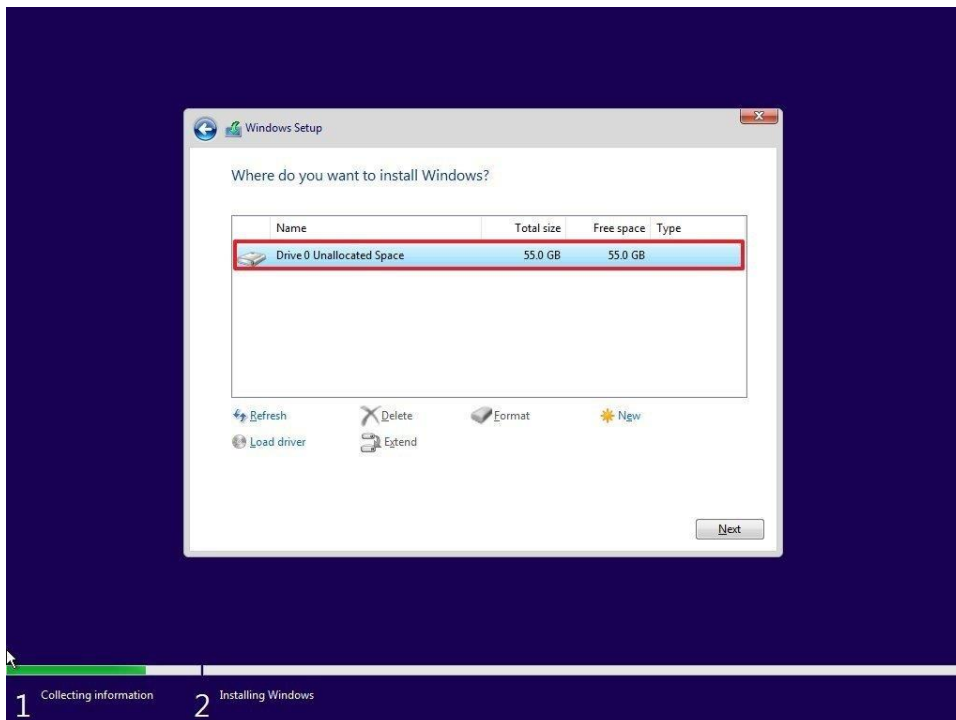 Windows Setup
Where do you want to install Windows?
Name Total size Free space Type
Drive 0 Unallocated Space 55.0 GB 55.0 GB
Refresh Delete Format New
Load driver Extend
Next
1 Collecting information 2 Installing Windows